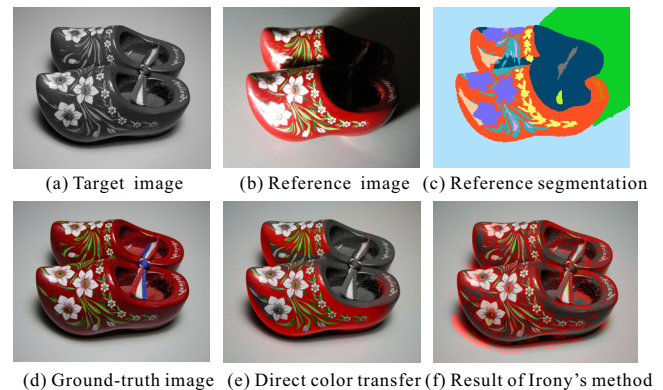 (a) Target image
(b) Reference image
(c) Reference segmentation
(d) Ground-truth image
(e) Direct color transfer
(f) Result of Irony's method